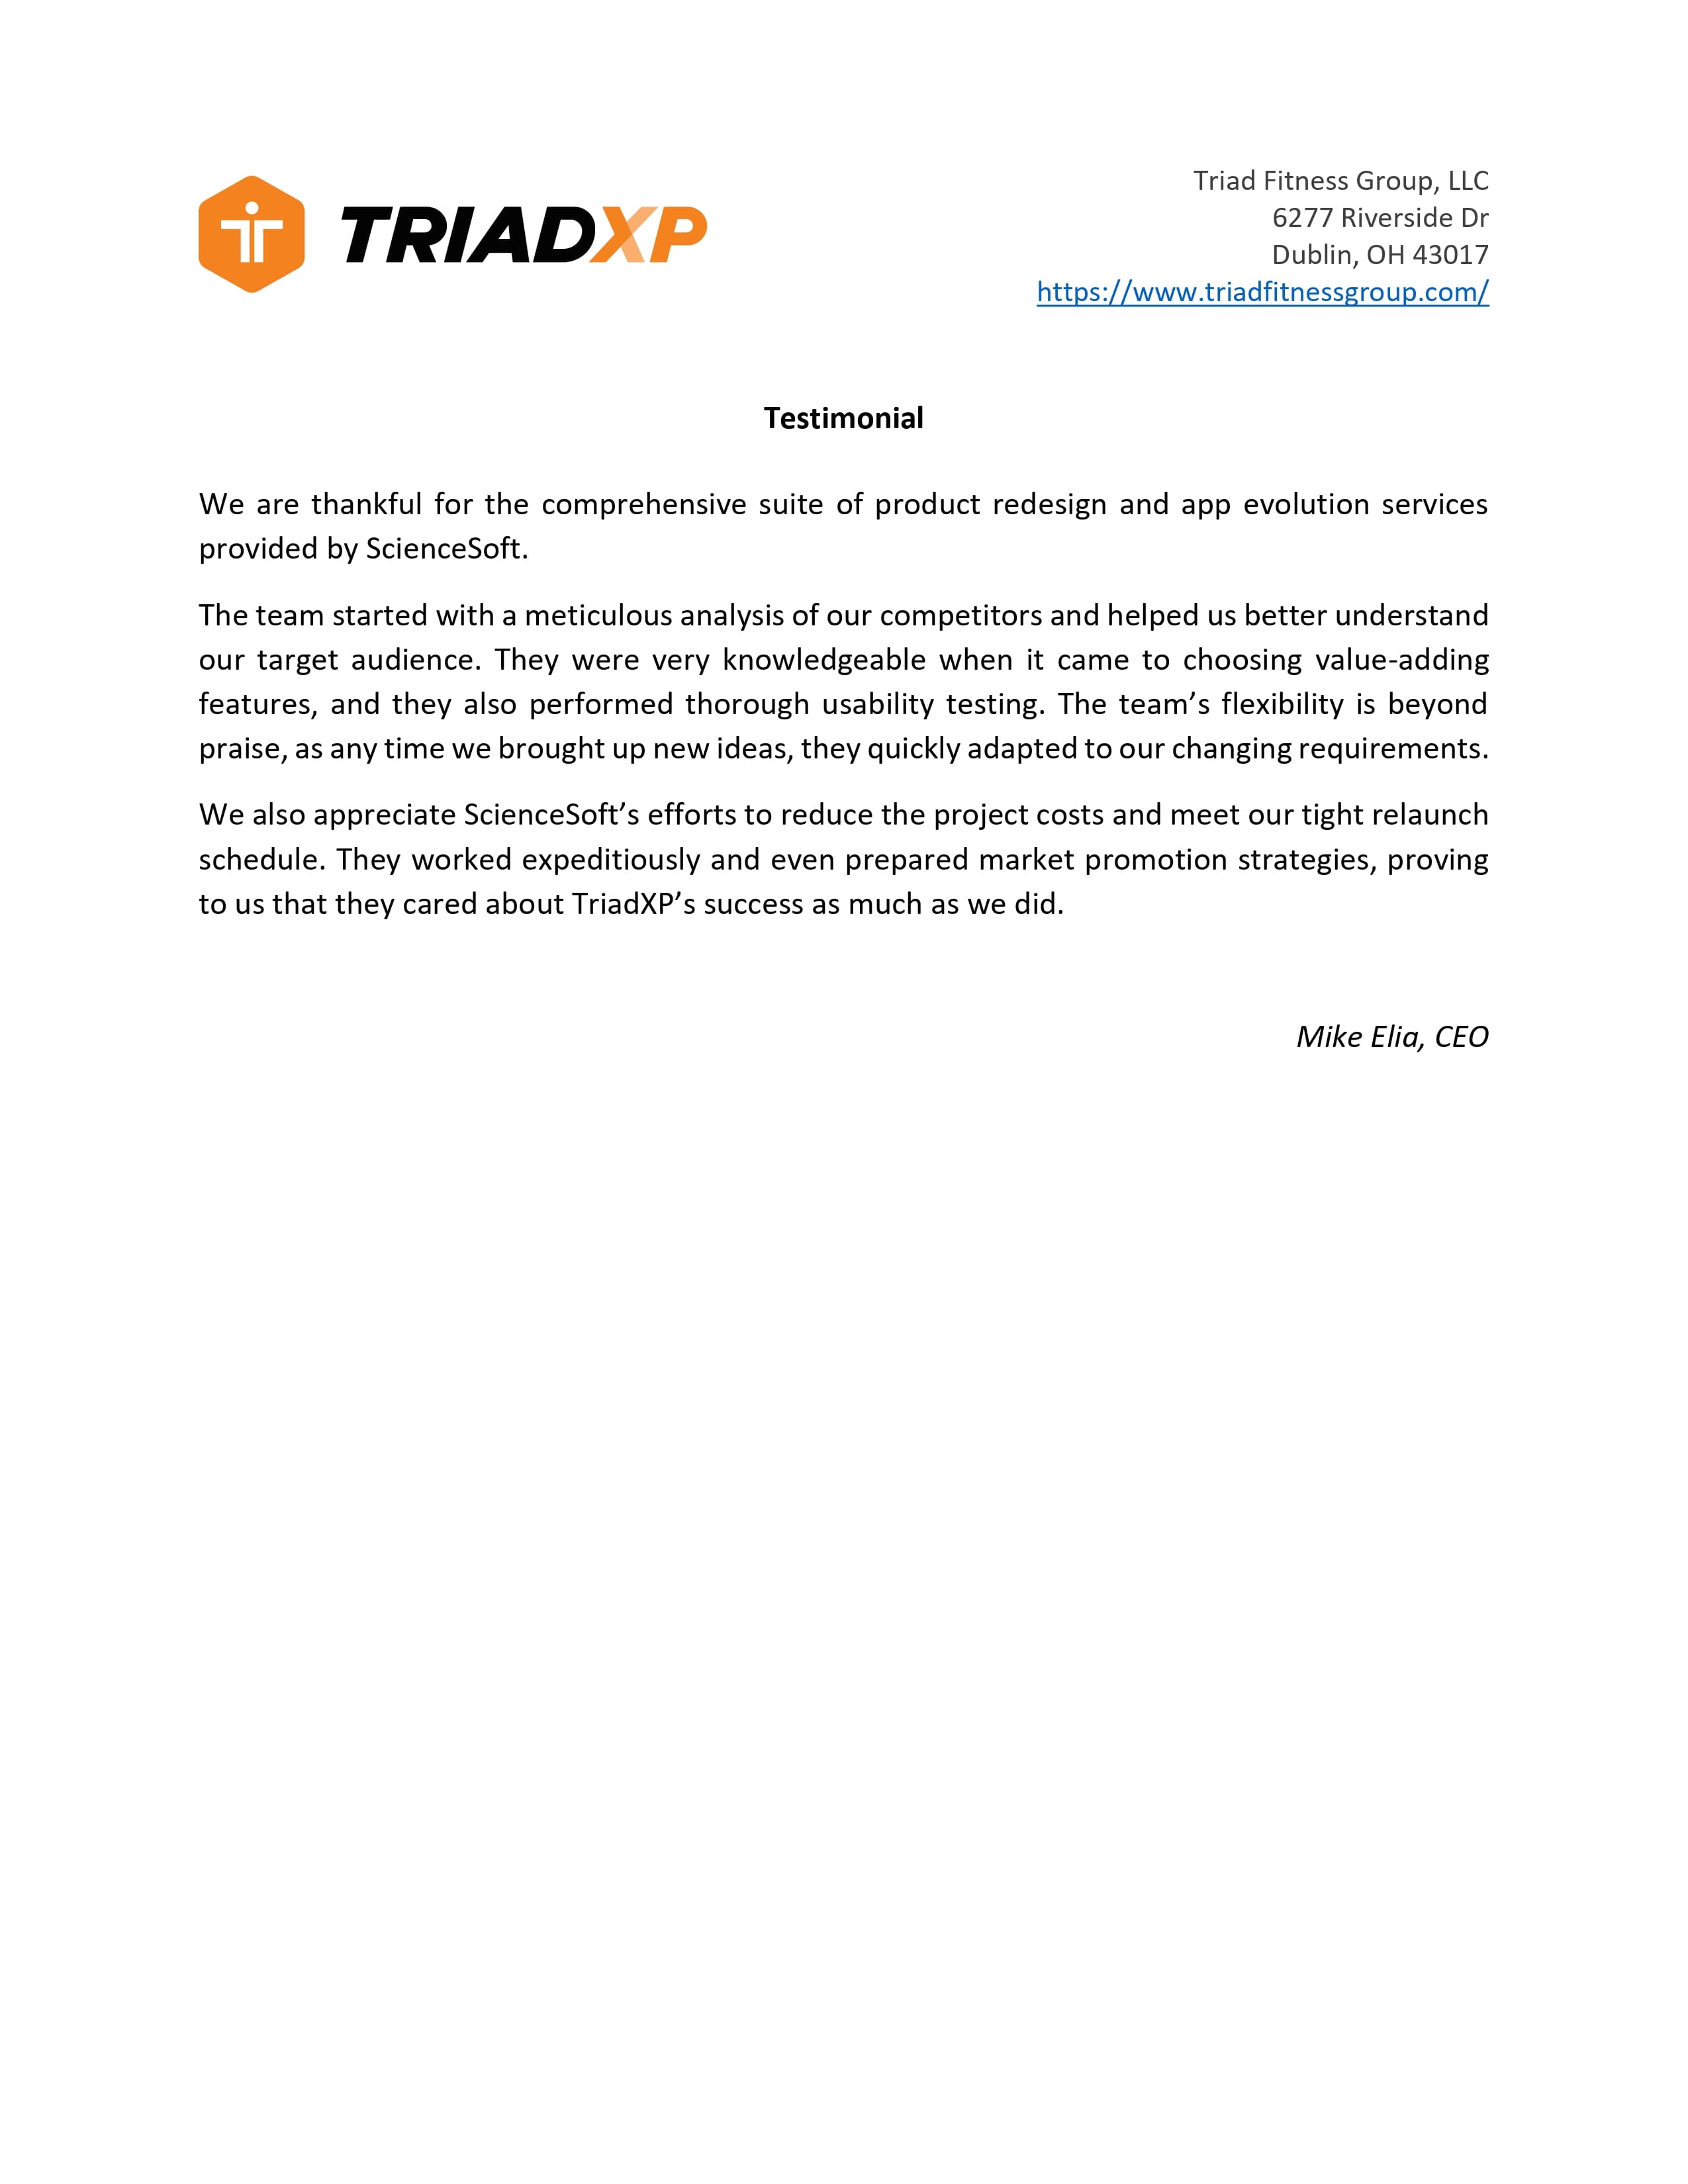 TRIADXP
Triad Fitness Group, LLC
6277 Riverside Dr
Dublin, OH 43017
https://www.triadfitnessgroup.com/
Testimonial
We are thankful for the comprehensive suite of product redesign and app evolution services
provided by ScienceSoft.
The team started with a meticulous analysis of our competitors and helped us better understand
our target audience. They were very knowledgeable when it came to choosing value-adding
features, and they also performed thorough usability testing. The team’s flexibility is beyond
praise, as any time we brought up new ideas, they quickly adapted to our changing requirements.
We also appreciate ScienceSoft’s efforts to reduce the project costs and meet our tight relaunch
schedule. They worked expeditiously and even prepared market promotion strategies, proving
to us that they cared about TriadXP’s success as much as we did.
Mike Elia, CEO